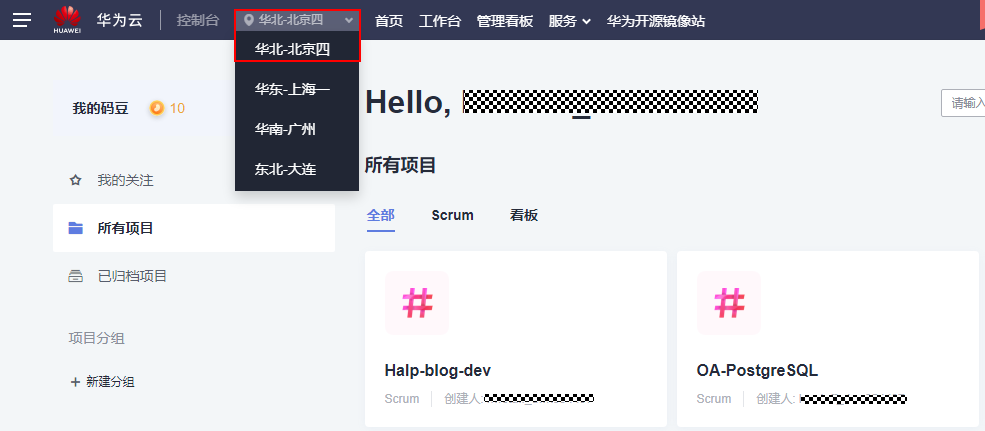 HUAWEI 华为云 控制台 华北-北京四 首页 工作台 管理看板 服务 华为开源镜像站
华北-北京四
华东-上海一
华南-广州
东北-大连
我的码豆 10
Hello,
请输入
所有项目
我的关注
所有项目
已归档项目
项目分组
+ 新建分组
全部 Scrum 看板
Halp-blog-dev
Scrum 创建人:
OA-PostgreSQL
Scrum 创建人: